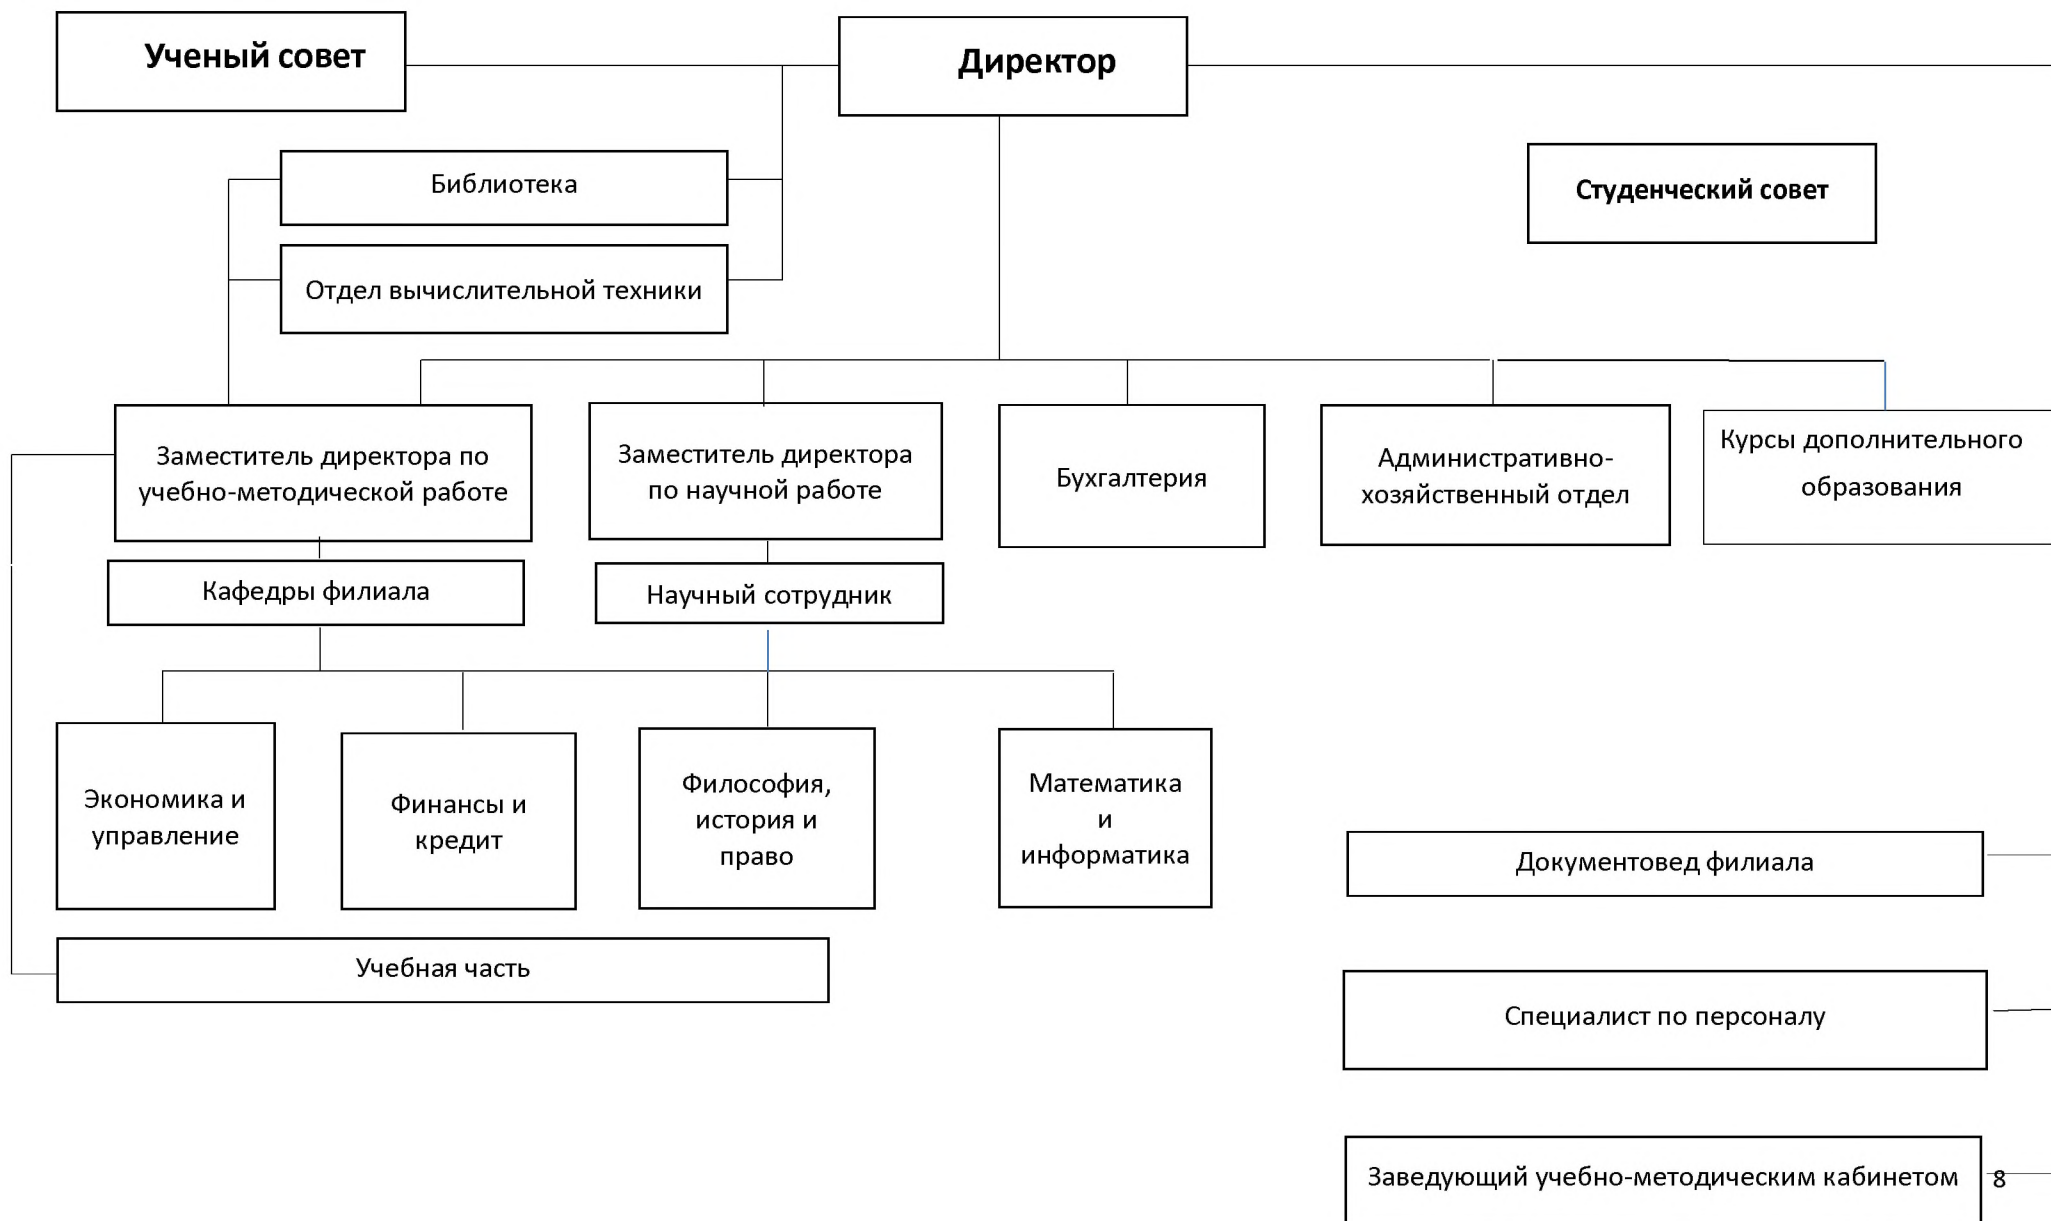 Ученый совет
Директор
Библиотека
Студенческий совет
Отдел вычислительной техники
Заместитель директора по
учебно-методической работе
Заместитель директора
по научной работе
Бухгалтерия
Административно-
хозяйственный отдел
Курсы дополнительного
образования
Кафедры филиала
Научный сотрудник
Экономика и
управление
Финансы и
кредит
Философия,
история и
право
Математика
и
информатика
Документовед филиала
Учебная часть
Специалист по персоналу
Заведующий учебно-методическим кабинетом
8